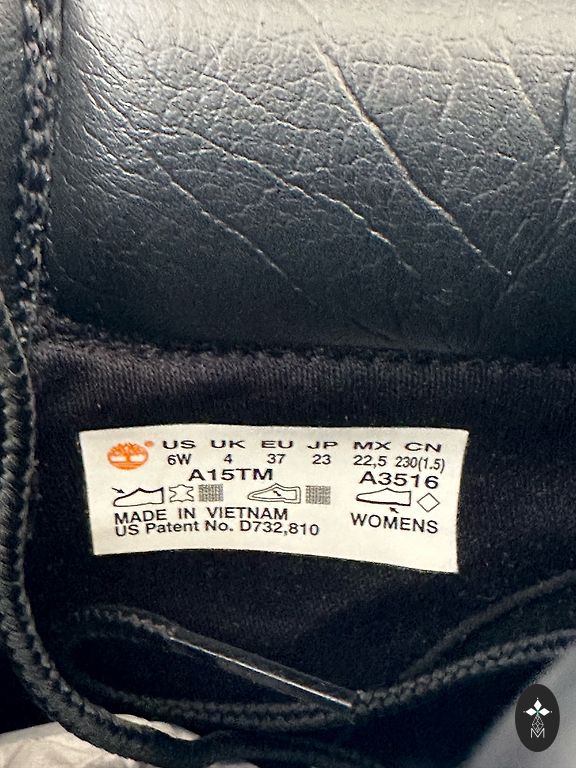 ® US UK EU JP MX CN
6W 4 37 23 22,5 230(1.5)
A15TM A3516
MADE IN VIETNAM
US Patent No. D732,810
WOMENS
M